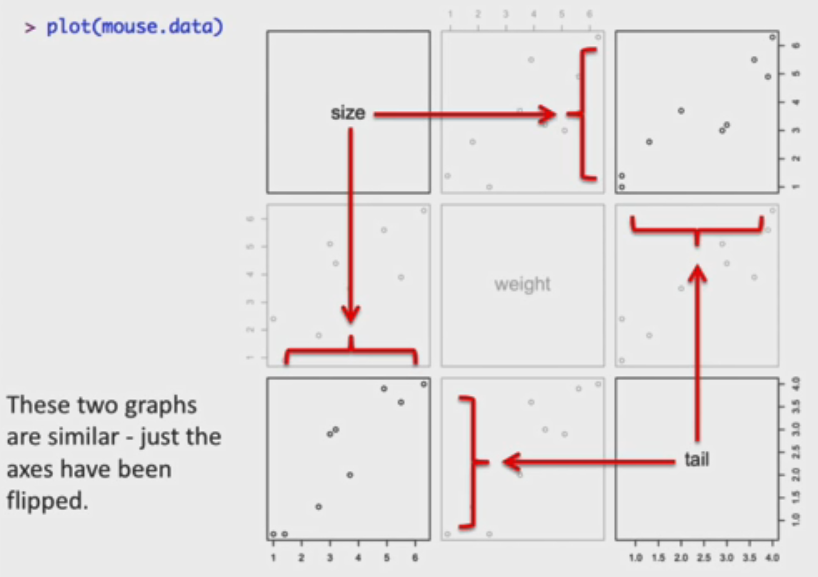 > plot(mouse.data)
1 2 3 4 5 6
size
1 2 3 4 5 6
1 2 3 4 5 6
weight
These two graphs
are similar - just the
axes have been
flipped.
tail
1.0 1.5 2.0 2.5 3.0 3.5 4.0
1 2 3 4 5 6
1.0 1.5 2.0 2.5 3.0 3.5 4.0